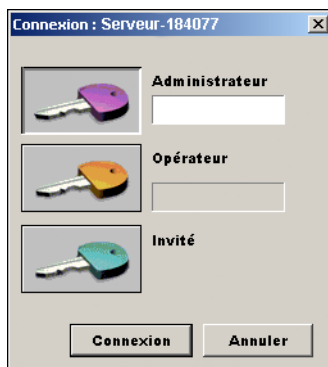 Connexion : Serveur-184077
Administrateur
Opérateur
Invité
Connexion
Annuler